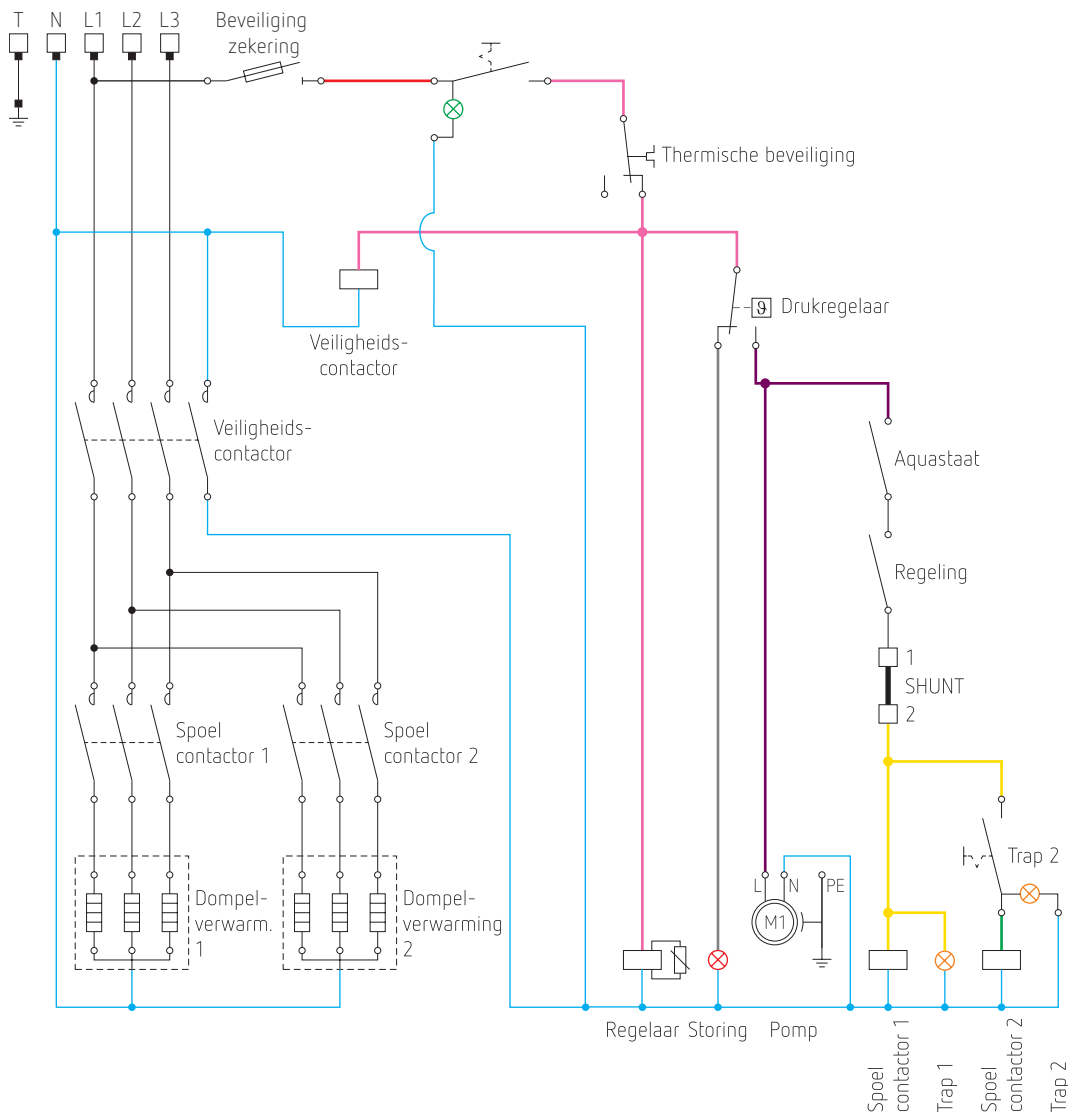 T N L1 L2 L3
Beveiliging
zekering
Thermische beveiliging
ϑ Drukregelaar
Veiligheids-
contactor
Veiligheids-
contactor
Aquastaat
Regeling
1
SHUNT
2
Spoel
contactor 1
Spoel
contactor 2
Trap 2
Dompel-
verwarm.
1
Dompel-
verwarming
2
L N PE
M1
Regelaar Storing Pomp
Spoel
contactor 1
Trap 1
Spoel
contactor 2
Trap 2